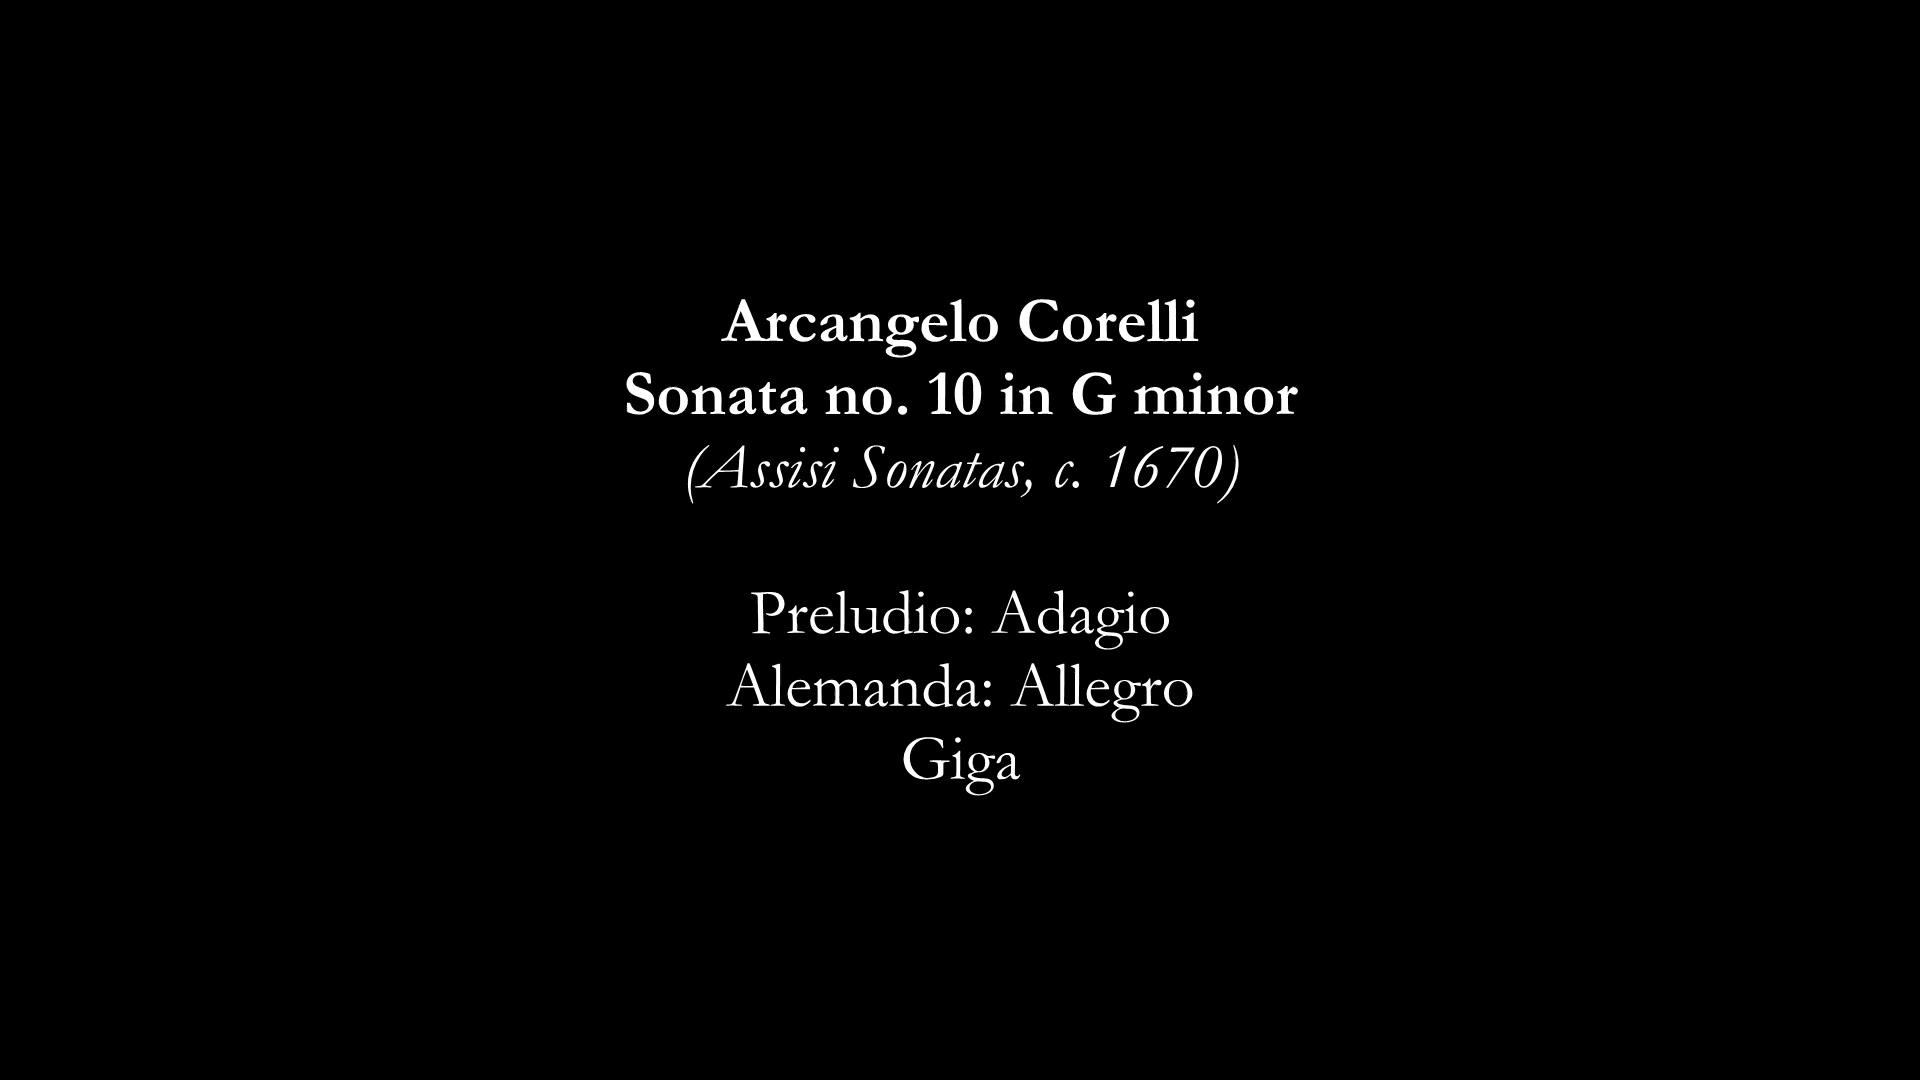 Arcangelo Corelli
Sonata no. 10 in G minor
(Assisi Sonatas, c. 1670)
Preludio: Adagio
Alemanda: Allegro
Giga